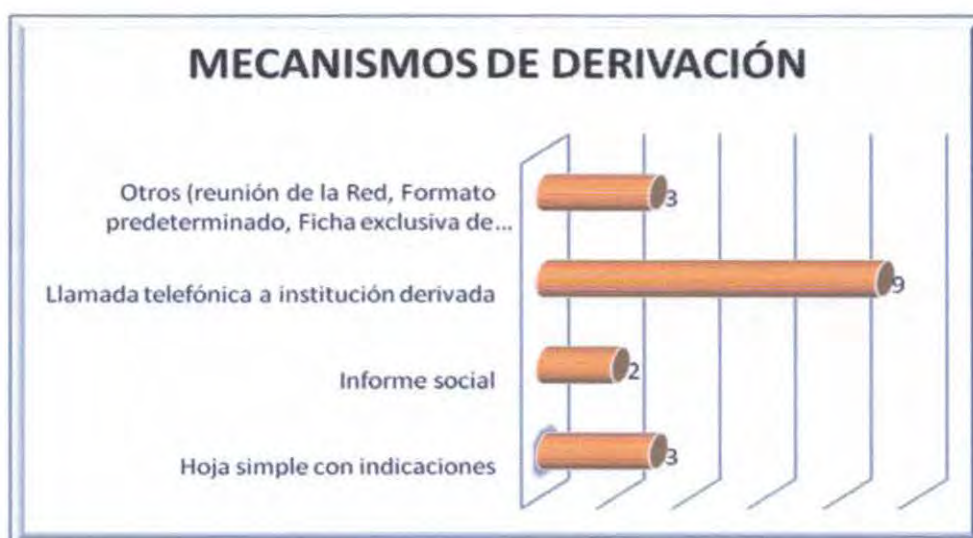 MECANISMOS DE DERIVACIÓN
Otros (reunión de la Red, Formato
predeterminado, Ficha exclusiva de...
3
Llamada telefónica a institución derivada
9
Informe social
2
Hoja simple con indicaciones
3